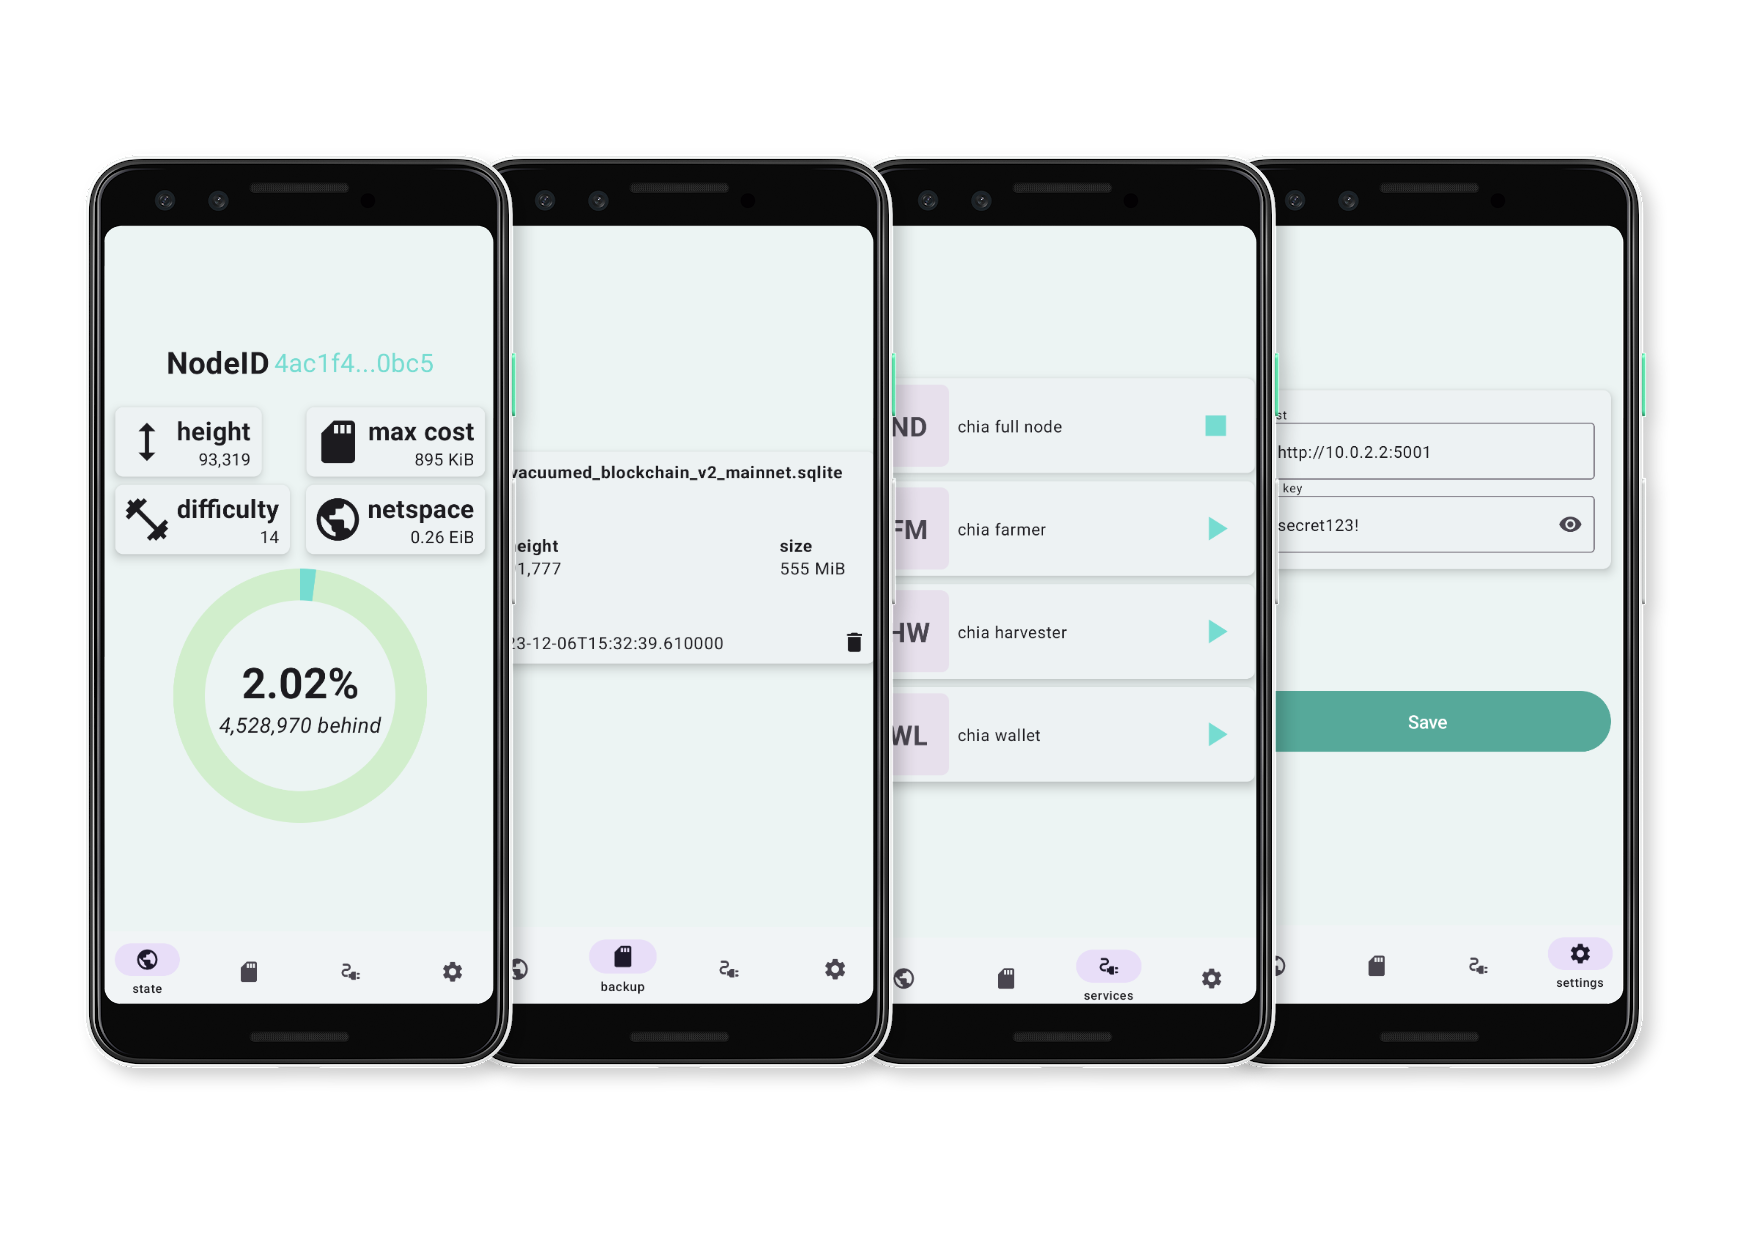 NodeID 4ac1f4...0bc5
height
93,319
max cost
895 KiB
difficulty
14
netspace
0.26 EiB
2.02%
4,528,970 behind
state
vacuumed_blockchain_v2_mainnet.sqlite
eight
1,777
size
555 MiB
23-12-06T15:32:39.610000
backup
ND
chia full node
FM
chia farmer
HW
chia harvester
WL
chia wallet
services
st
http://10.0.2.2:5001
key
secret123!
Save
settings